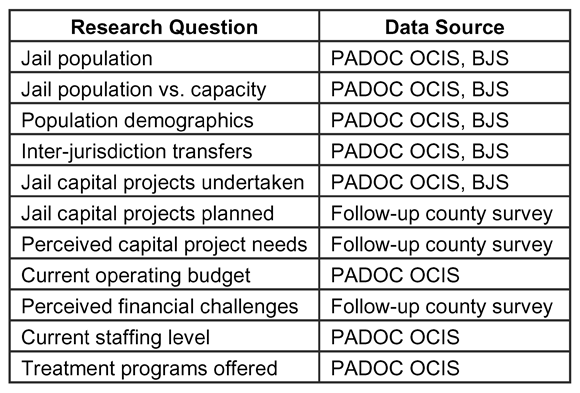 Research Question Data Source
Jail population PADOC OCIS, BJS
Jail population vs. capacity PADOC OCIS, BJS
Population demographics PADOC OCIS, BJS
Inter-jurisdiction transfers PADOC OCIS, BJS
Jail capital projects undertaken PADOC OCIS, BJS
Jail capital projects planned Follow-up county survey
Perceived capital project needs Follow-up county survey
Current operating budget PADOC OCIS
Perceived financial challenges Follow-up county survey
Current staffing level PADOC OCIS
Treatment programs offered PADOC OCIS